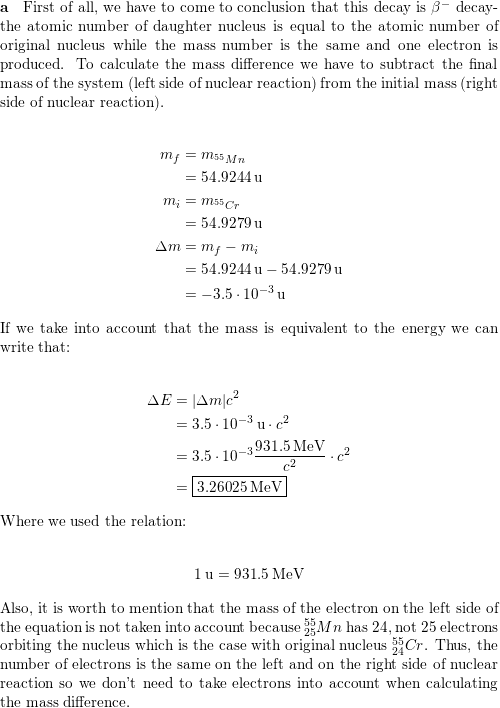 a First of all, we have to come to conclusion that this decay is β⁻ decay-
the atomic number of daughter nucleus is equal to the atomic number of
original nucleus while the mass number is the same and one electron is
produced. To calculate the mass difference we have to subtract the final
mass of the system (left side of nuclear reaction) from the initial mass (right
side of nuclear reaction).
m_f = m_{⁵⁵Mn}
= 54.9244 u
m_i = m_{⁵⁵Cr}
= 54.9279 u
Δm = m_f − m_i
= 54.9244 u − 54.9279 u
= −3.5 · 10⁻³ u
If we take into account that the mass is equivalent to the energy we can
write that:
ΔE = |Δm|c²
= 3.5 · 10⁻³ u · c²
= 3.5 · 10⁻³ \frac{931.5 MeV}{c²} · c²
= 3.26025 MeV
Where we used the relation:
1 u = 931.5 MeV
Also, it is worth to mention that the mass of the electron on the left side of
the equation is not taken into account because ⁵⁵₂₅Mn has 24, not 25 electrons
orbiting the nucleus which is the case with original nucleus ⁵⁵₂₄Cr. Thus, the
number of electrons is the same on the left and on the right side of nuclear
reaction so we don't need to take electrons into account when calculating
the mass difference.